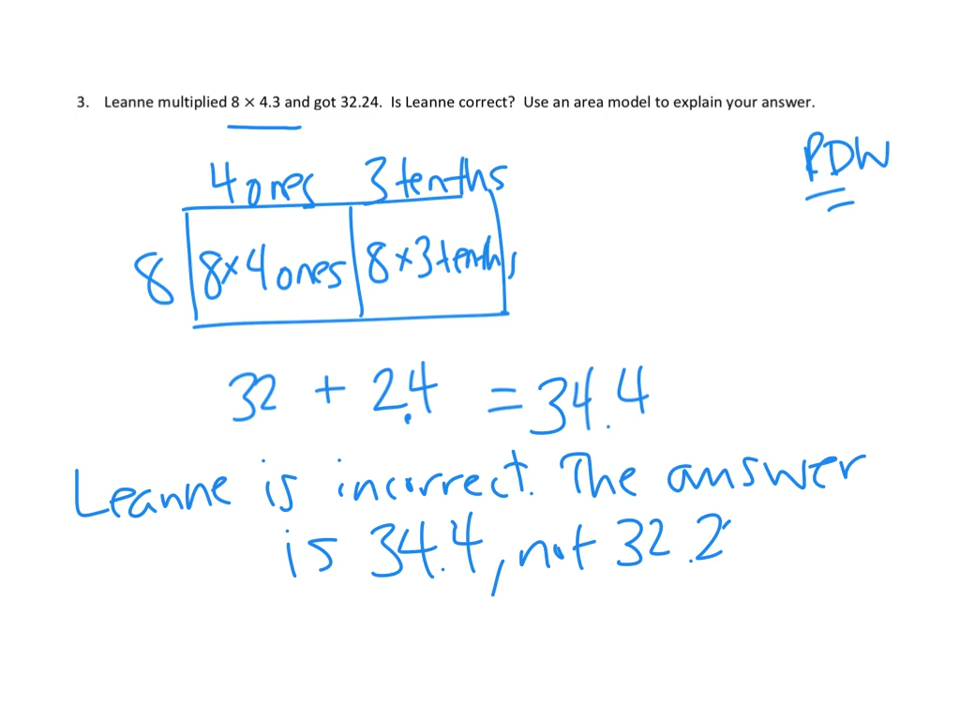 3. Leanne multiplied 8 × 4.3 and got 32.24. Is Leanne correct? Use an area model to explain your answer.
RDW
4 ones 3 tenths
8 8×4 ones 8×3 tenths
32 + 2.4 = 34.4
Leanne is incorrect. The answer
is 34.4, not 32.2